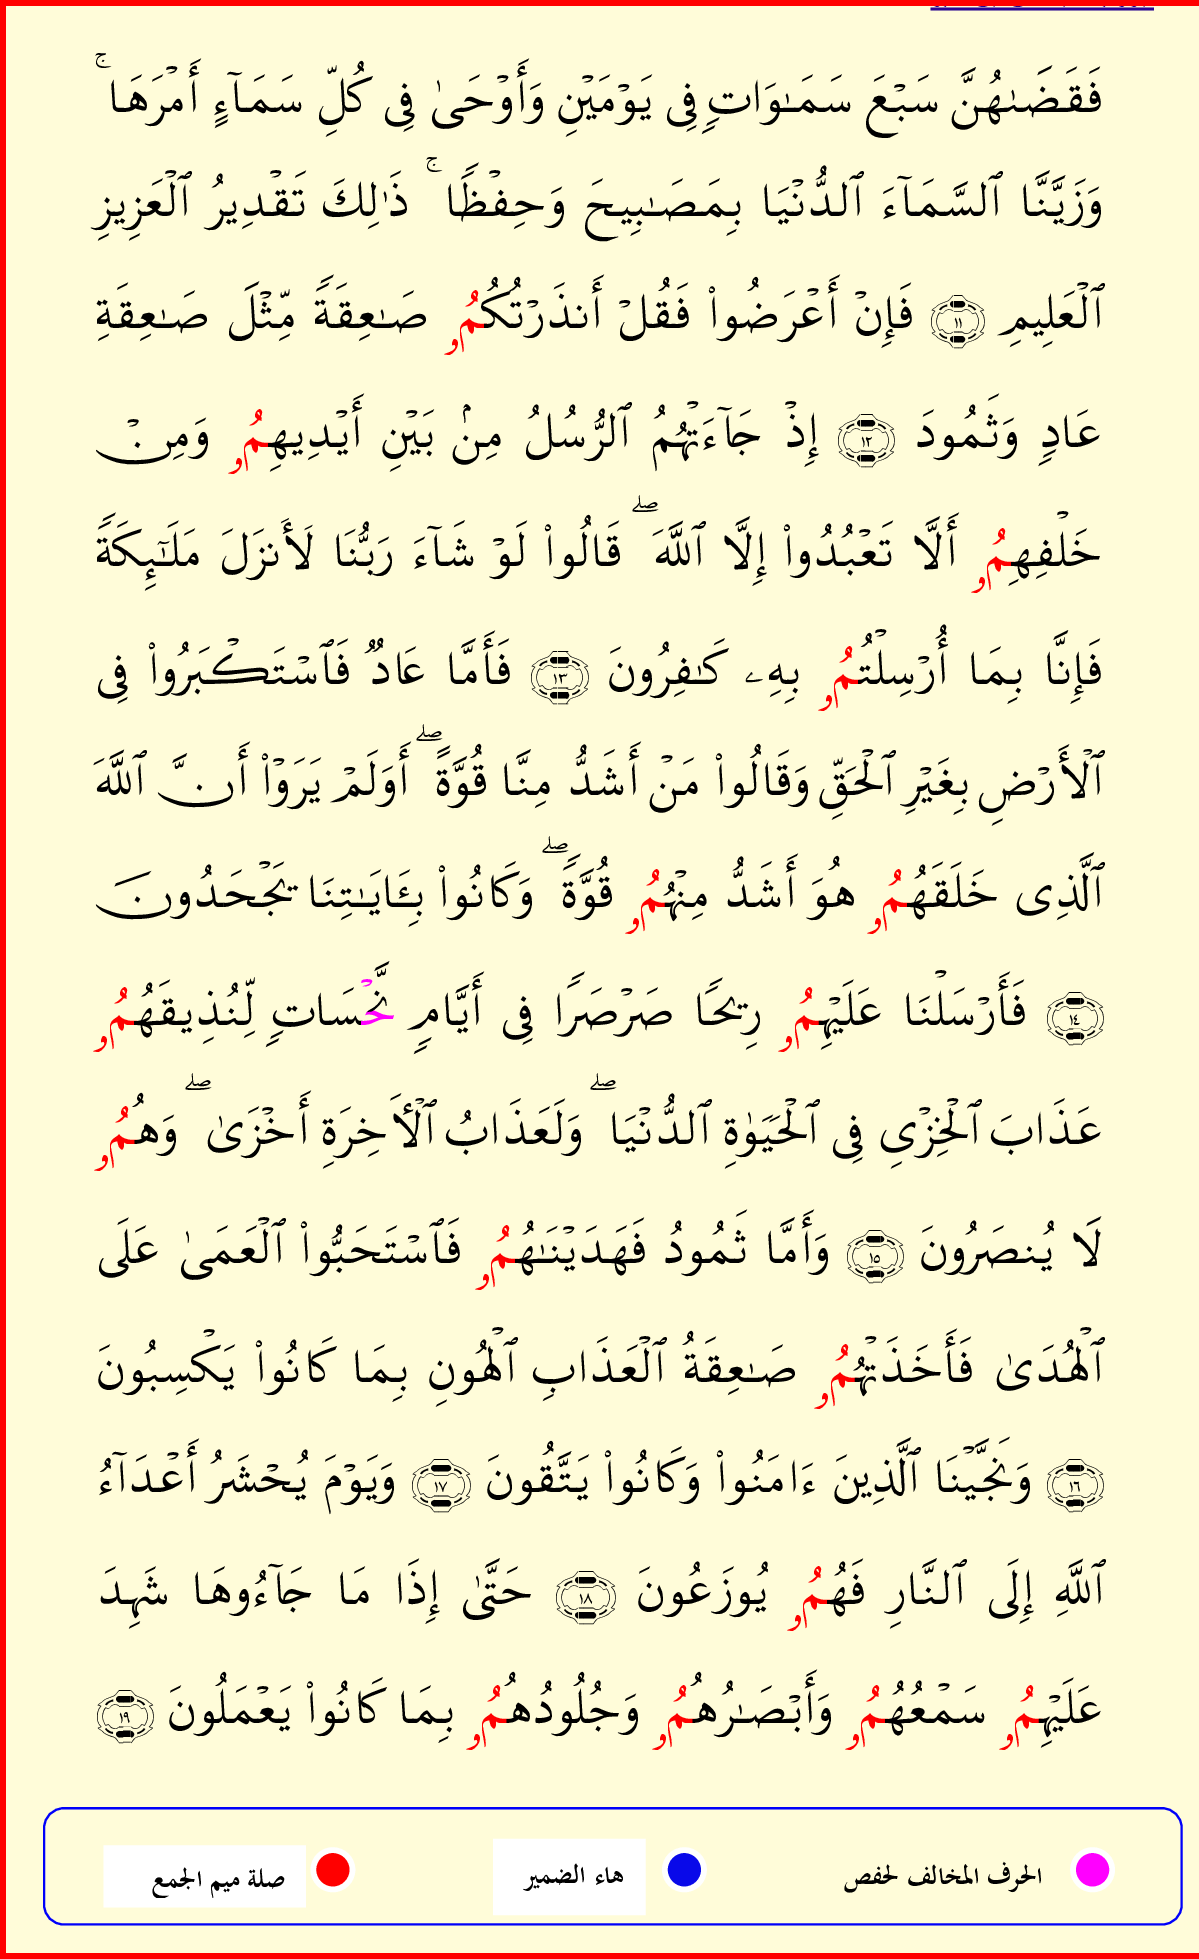 فَقَضَىٰهُنَّ سَبْعَ سَمَـٰوَاتٍ فِى يَوْمَيْنِ وَأَوْحَىٰ فِى كُلِّ سَمَآءٍ أَمْرَهَا ۚ
وَزَيَّنَّا ٱلسَّمَآءَ ٱلدُّنْيَا بِمَصَـٰبِيحَ وَحِفْظًا ۚ ذَٰلِكَ تَقْدِيرُ ٱلْعَزِيزِ
ٱلْعَلِيمِ ١١ فَإِنْ أَعْرَضُوا۟ فَقُلْ أَنذَرْتُكُمُو صَـٰعِقَةً مِّثْلَ صَـٰعِقَةِ
عَادٍ وَثَمُودَ ١٢ إِذْ جَآءَتْهُمُ ٱلرُّسُلُ مِنۢ بَيْنِ أَيْدِيهِمُو وَمِنْ
خَلْفِهِمُو أَلَّا تَعْبُدُوا۟ إِلَّا ٱللَّهَ ۖ قَالُوا۟ لَوْ شَآءَ رَبُّنَا لَأَنزَلَ مَلَـٰٓئِكَةً
فَإِنَّا بِمَا أُرْسِلْتُمُو بِهِۦ كَـٰفِرُونَ ١٣ فَأَمَّا عَادٌ فَٱسْتَكْبَرُوا۟ فِى
ٱلْأَرْضِ بِغَيْرِ ٱلْحَقِّ وَقَالُوا۟ مَنْ أَشَدُّ مِنَّا قُوَّةً ۖ أَوَلَمْ يَرَوْا۟ أَنَّ ٱللَّهَ
ٱلَّذِى خَلَقَهُمُو هُوَ أَشَدُّ مِنْهُمُو قُوَّةً ۖ وَكَانُوا۟ بِـَٔايَـٰتِنَا يَجْحَدُونَ
١٤ فَأَرْسَلْنَا عَلَيْهِمُو رِيحًا صَرْصَرًا فِى أَيَّامٍ نَّحْسَاتٍ لِّنُذِيقَهُمُو
عَذَابَ ٱلْخِزْىِ فِى ٱلْحَيَوٰةِ ٱلدُّنْيَا ۖ وَلَعَذَابُ ٱلْـَٔاخِرَةِ أَخْزَىٰ ۖ وَهُمُو
لَا يُنصَرُونَ ١٥ وَأَمَّا ثَمُودُ فَهَدَيْنَـٰهُمُو فَٱسْتَحَبُّوا۟ ٱلْعَمَىٰ عَلَى
ٱلْهُدَىٰ فَأَخَذَتْهُمُو صَـٰعِقَةُ ٱلْعَذَابِ ٱلْهُونِ بِمَا كَانُوا۟ يَكْسِبُونَ
١٦ وَنَجَّيْنَا ٱلَّذِينَ ءَامَنُوا۟ وَكَانُوا۟ يَتَّقُونَ ١٧ وَيَوْمَ يُحْشَرُ أَعْدَآءُ
ٱللَّهِ إِلَى ٱلنَّارِ فَهُمُو يُوزَعُونَ ١٨ حَتَّىٰ إِذَا مَا جَآءُوهَا شَهِدَ
عَلَيْهِمُو سَمْعُهُمُو وَأَبْصَـٰرُهُمُو وَجُلُودُهُمُو بِمَا كَانُوا۟ يَعْمَلُونَ ١٩
الحرف المخالف لحفص هاء الضمير صلة ميم الجمع